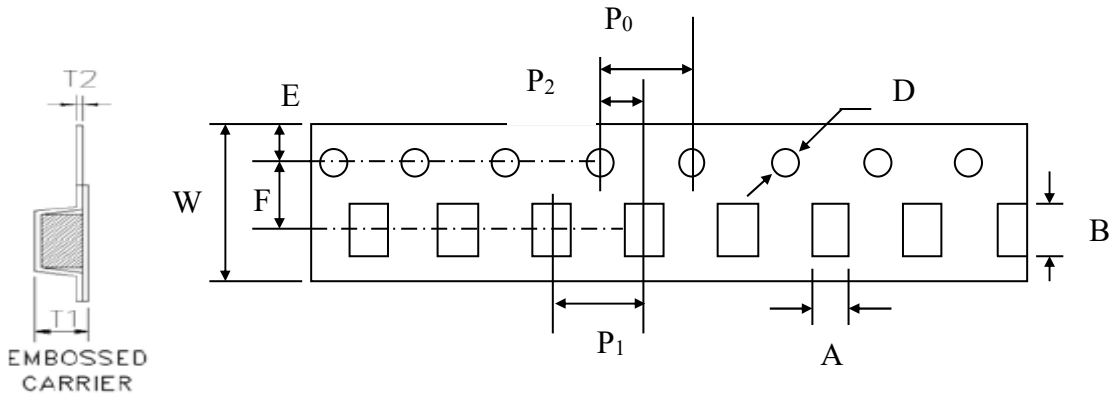 P₀
T2
P₂
E
D
W
F
B
T1
P₁
A
EMBOSSED
CARRIER